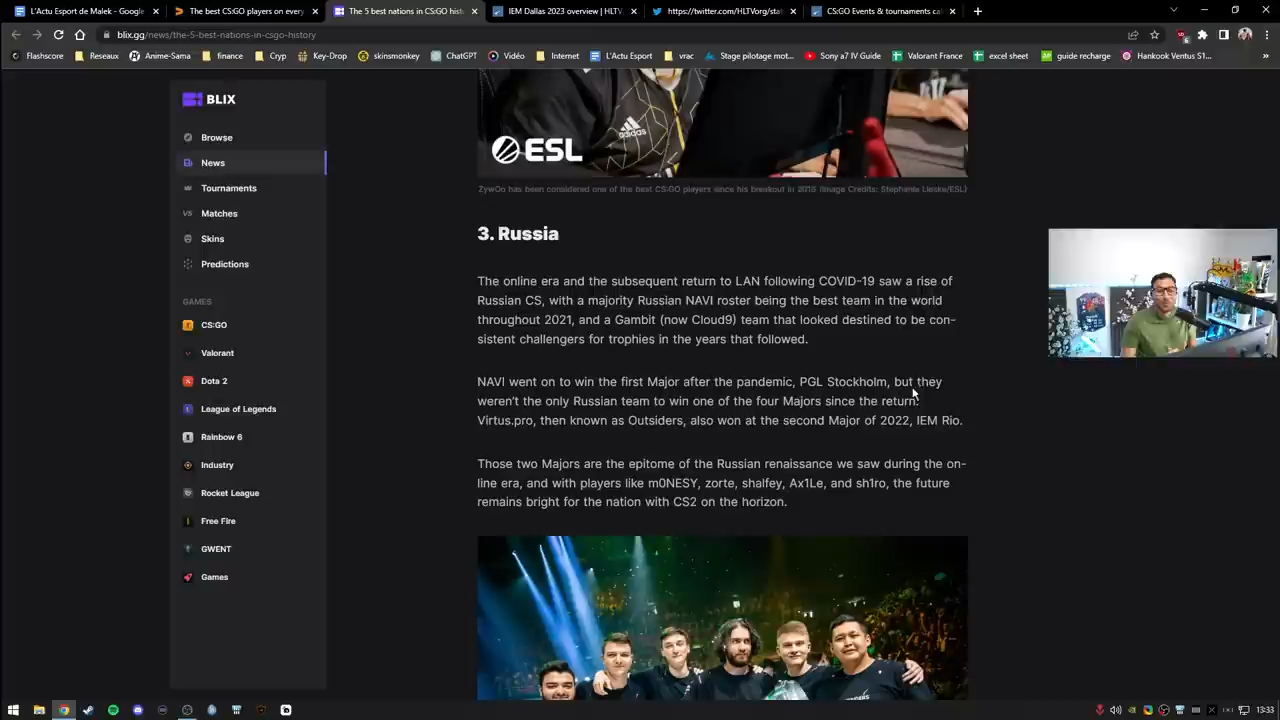 L'Actu Esport de Malek - Google
The best CS:GO players on every
The 5 best nations in CS:GO hist
IEM Dallas 2023 overview | HLTV
https://twitter.com/HLTVorg/sta
CS:GO Events & tournaments cal
blix.gg/news/the-5-best-nations-in-csgo-history
Flashscore
Reseaux
Anime-Sama
finance
Cryp
Key-Drop
skinsmonkey
ChatGPT
Vidéo
Internet
L'Actu Esport
vrac
Stage pilotage mot...
Sony a7 IV Guide
Valorant France
excel sheet
guide recharge
Hankook Ventus S1...
BLIX
Browse
News
Tournaments
Matches
Skins
Predictions
GAMES
CS:GO
Valorant
Dota 2
League of Legends
Rainbow 6
Industry
Rocket League
Free Fire
GWENT
Games
adidas
ESL
ZywOo has been considered one of the best CS:GO players since his breakout in 2018 (Image Credits: Stephanie Lieske/ESL)
3. Russia
The online era and the subsequent return to LAN following COVID-19 saw a rise of
Russian CS, with a majority Russian NAVI roster being the best team in the world
throughout 2021, and a Gambit (now Cloud9) team that looked destined to be con-
sistent challengers for trophies in the years that followed.
NAVI went on to win the first Major after the pandemic, PGL Stockholm, but they
weren't the only Russian team to win one of the four Majors since the return:
Virtus.pro, then known as Outsiders, also won at the second Major of 2022, IEM Rio.
Those two Majors are the epitome of the Russian renaissance we saw during the on-
line era, and with players like m0NESY, zorte, shalfey, Ax1Le, and sh1ro, the future
remains bright for the nation with CS2 on the horizon.
13:33